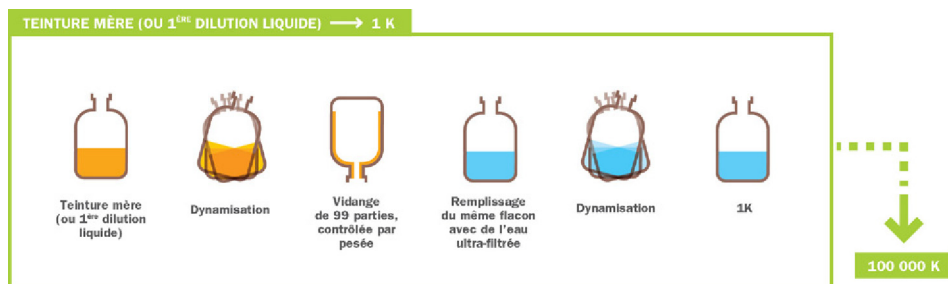 TEINTURE MÈRE (OU 1ÈRE DILUTION LIQUIDE) → 1 K
Teinture mère
(ou 1ère dilution
liquide)
Dynamisation
Vidange
de 99 parties,
contrôlée par
pesée
Remplissage
du même flacon
avec de l'eau
ultra-filtrée
Dynamisation
1K
100 000 K